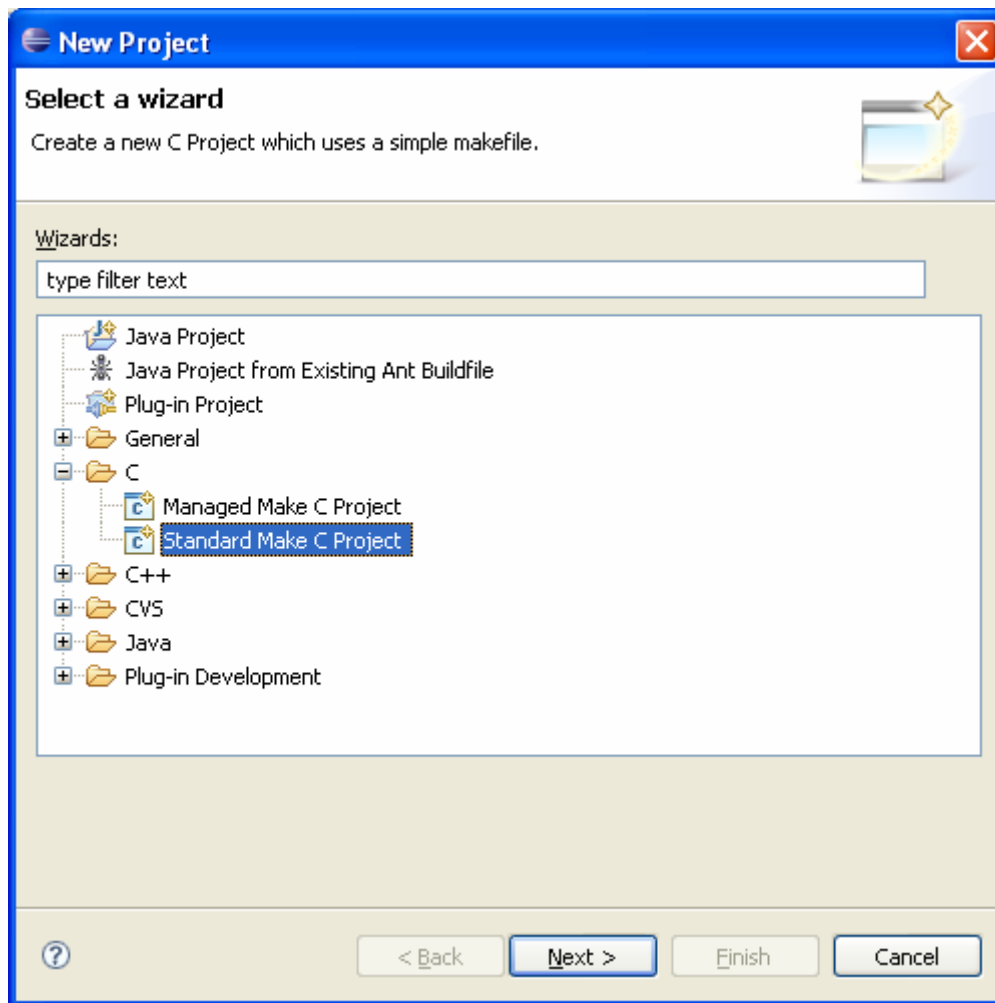 New Project
Select a wizard
Create a new C Project which uses a simple makefile.
Wizards:
type filter text
Java Project
Java Project from Existing Ant Buildfile
Plug-in Project
General
C
Managed Make C Project
Standard Make C Project
C++
CVS
Java
Plug-in Development
? < Back Next > Finish Cancel